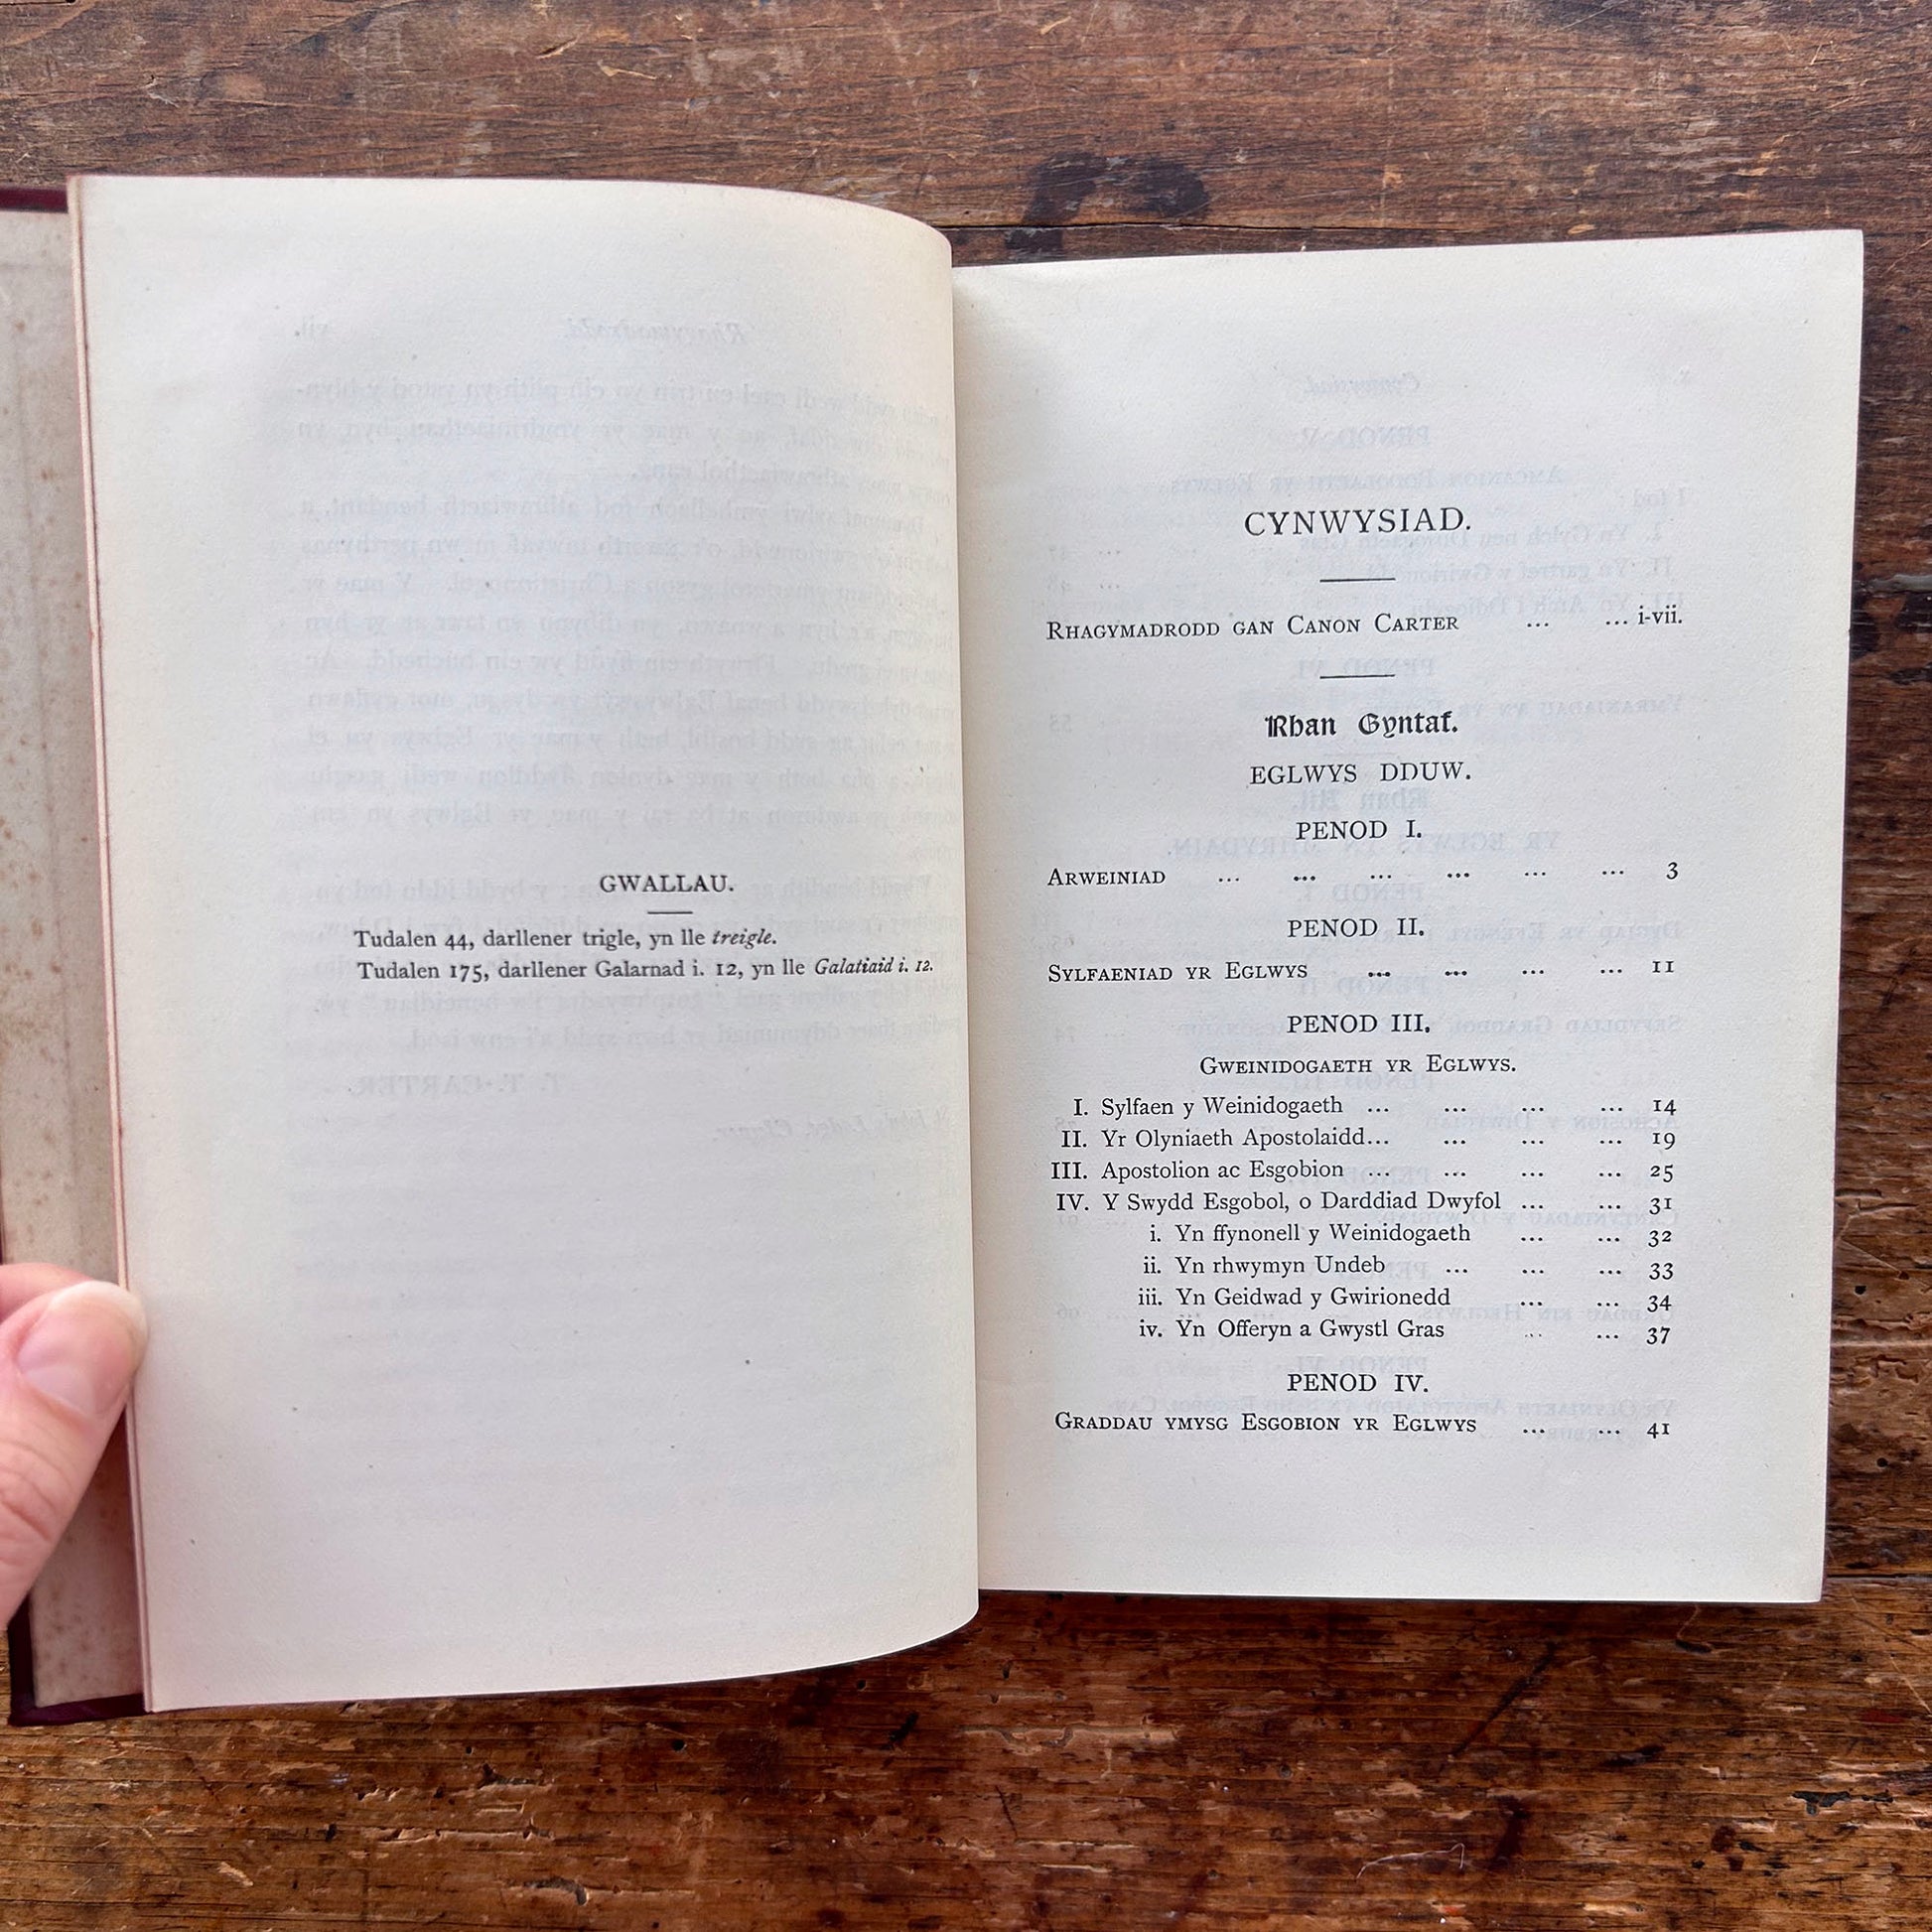 GWALLAU.
Tudalen 44, darllener trigle, yn lle treigle.
Tudalen 175, darllener Galarnad i. 12, yn lle Galatiaid i. 12.
CYNWYSIAD.
Rhagymadrodd gan Canon Carter ... ... i-vii.
Rhan Gyntaf.
EGLWYS DDUW.
PENOD I.
Arweiniad ... ... ... ... ... ... 3
PENOD II.
Sylfaeniad yr Eglwys ... ... ... ... 11
PENOD III.
Gweinidogaeth yr Eglwys.
I. Sylfaen y Weinidogaeth ... ... ... ... 14
II. Yr Olyniaeth Apostolaidd... ... ... ... 19
III. Apostolion ac Esgobion ... ... ... ... 25
IV. Y Swydd Esgobol, o Darddiad Dwyfol ... ... 31
i. Yn ffynonell y Weinidogaeth ... ... 32
ii. Yn rhwymyn Undeb ... ... ... 33
iii. Yn Geidwad y Gwirionedd ... ... 34
iv. Yn Offeryn a Gwystl Gras ... ... 37
PENOD IV.
Graddau ymysg Esgobion yr Eglwys ... ... 41